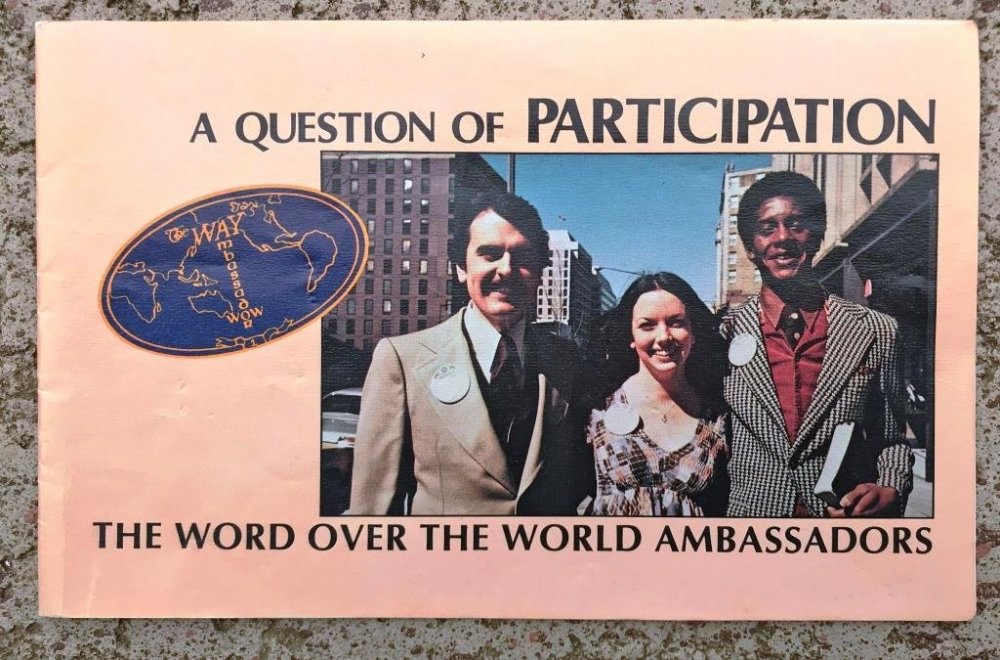 A QUESTION OF PARTICIPATION
The WAY
Ambassador
WOW
THE WORD OVER THE WORLD AMBASSADORS